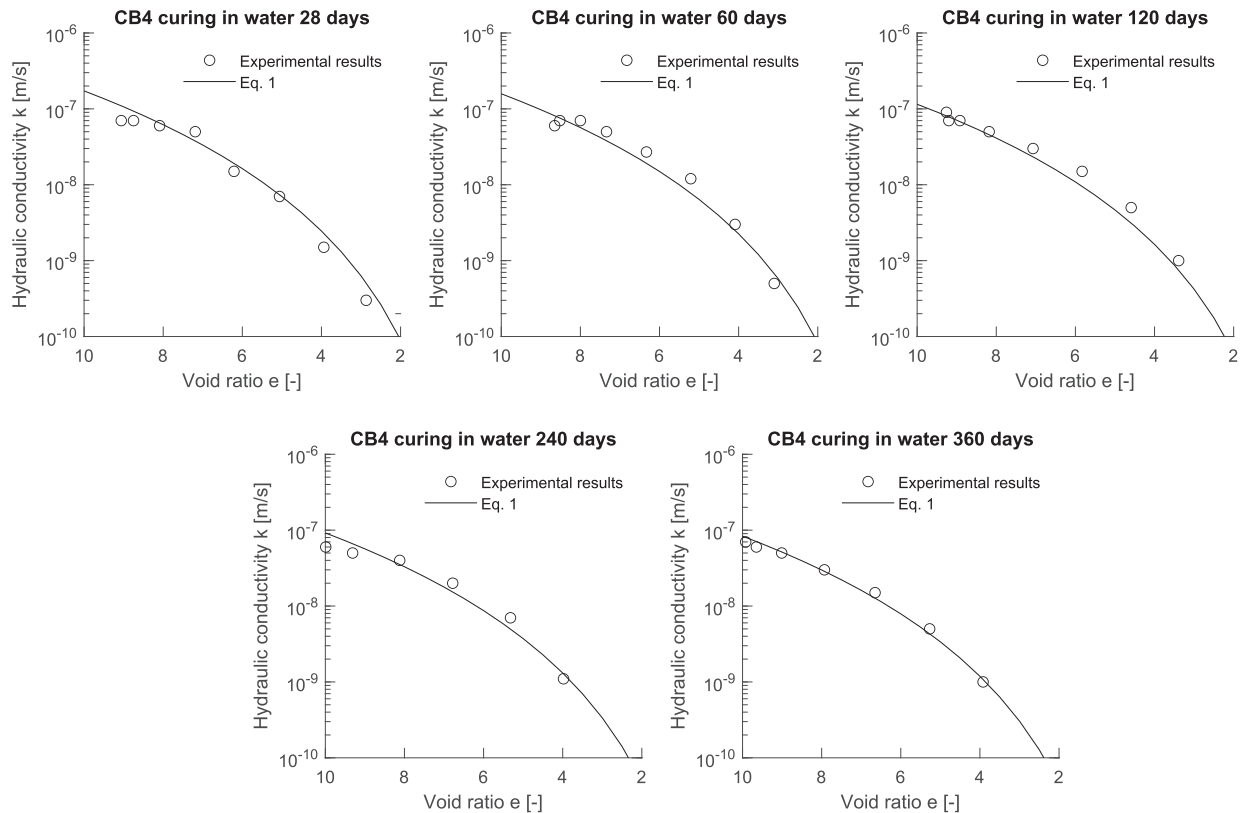 CB4 curing in water 28 days
10^-6
10^-7
10^-8
10^-9
10^-10
Hydraulic conductivity k [m/s]
Experimental results
Eq. 1
10 8 6 4 2
Void ratio e [-]
CB4 curing in water 60 days
10^-6
10^-7
10^-8
10^-9
10^-10
Hydraulic conductivity k [m/s]
Experimental results
Eq. 1
10 8 6 4 2
Void ratio e [-]
CB4 curing in water 120 days
10^-6
10^-7
10^-8
10^-9
10^-10
Hydraulic conductivity k [m/s]
Experimental results
Eq. 1
10 8 6 4 2
Void ratio e [-]
CB4 curing in water 240 days
10^-6
10^-7
10^-8
10^-9
10^-10
Hydraulic conductivity k [m/s]
Experimental results
Eq. 1
10 8 6 4 2
Void ratio e [-]
CB4 curing in water 360 days
10^-6
10^-7
10^-8
10^-9
10^-10
Hydraulic conductivity k [m/s]
Experimental results
Eq. 1
10 8 6 4 2
Void ratio e [-]